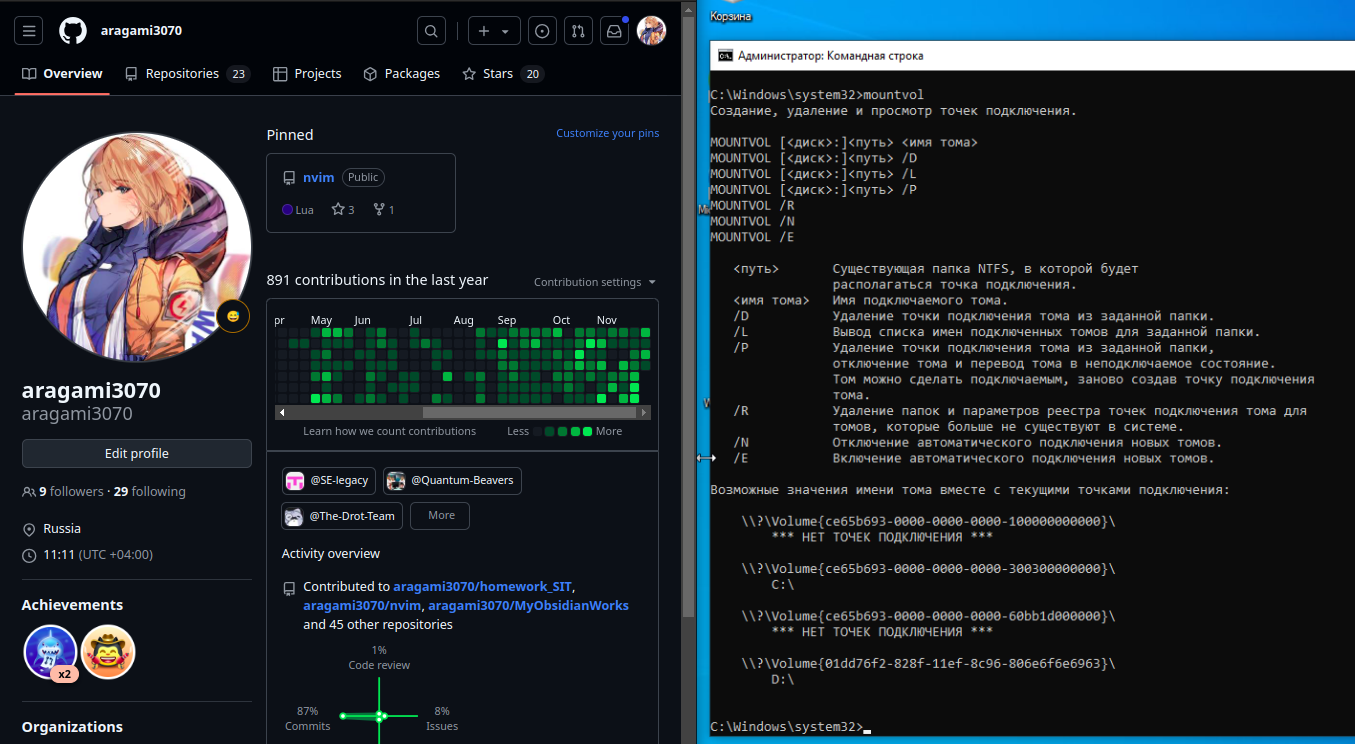 aragami3070
Overview
Repositories 23
Projects
Packages
Stars 20
aragami3070
aragami3070
Edit profile
9 followers · 29 following
Russia
11:11 (UTC +04:00)
Achievements
x2
Organizations
Pinned
Customize your pins
nvim Public
Lua 3 1
891 contributions in the last year
Contribution settings
pr May Jun Jul Aug Sep Oct Nov
Learn how we count contributions
Less More
@SE-legacy @Quantum-Beavers
@The-Drot-Team More
Activity overview
Contributed to aragami3070/homework_SIT,
aragami3070/nvim, aragami3070/MyObsidianWorks
and 45 other repositories
1%
Code review
87%
Commits
8%
Issues
Корзина
Администратор: Командная строка
C:\Windows\system32>mountvol
Создание, удаление и просмотр точек подключения.
MOUNTVOL [<диск>:]<путь> <имя тома>
MOUNTVOL [<диск>:]<путь> /D
MOUNTVOL [<диск>:]<путь> /L
MOUNTVOL [<диск>:]<путь> /P
MOUNTVOL /R
MOUNTVOL /N
MOUNTVOL /E
<путь> Существующая папка NTFS, в которой будет
располагаться точка подключения.
<имя тома> Имя подключаемого тома.
/D Удаление точки подключения тома из заданной папки.
/L Вывод списка имен подключенных томов для заданной папки.
/P Удаление точки подключения тома из заданной папки,
отключение тома и перевод тома в неподключаемое состояние.
Том можно сделать подключаемым, заново создав точку подключения
тома.
/R Удаление папок и параметров реестра точек подключения тома для
томов, которые больше не существуют в системе.
/N Отключение автоматического подключения новых томов.
/E Включение автоматического подключения новых томов.
Возможные значения имени тома вместе с текущими точками подключения:
\\?\Volume{ce65b693-0000-0000-0000-100000000000}\
*** НЕТ ТОЧЕК ПОДКЛЮЧЕНИЯ ***
\\?\Volume{ce65b693-0000-0000-0000-300300000000}\
C:\
\\?\Volume{ce65b693-0000-0000-0000-60bb1d000000}\
*** НЕТ ТОЧЕК ПОДКЛЮЧЕНИЯ ***
\\?\Volume{01dd76f2-828f-11ef-8c96-806e6f6e6963}\
D:\
C:\Windows\system32>